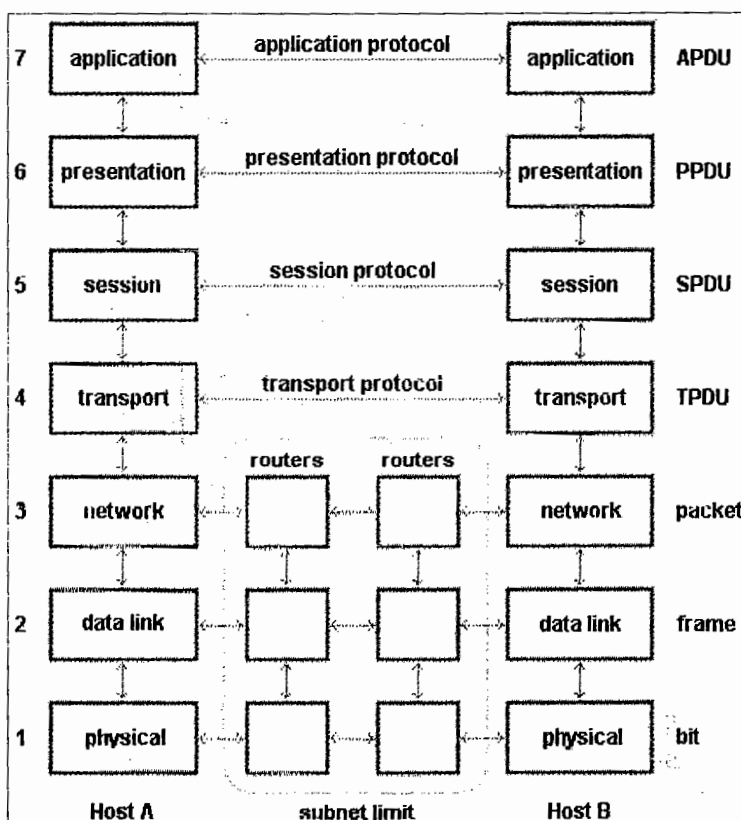 7 application application protocol application APDU
6 presentation presentation protocol presentation PPDU
5 session session protocol session SPDU
4 transport transport protocol transport TPDU
routers routers
3 network network packet
2 data link data link frame
1 physical physical bit
Host A subnet limit Host B